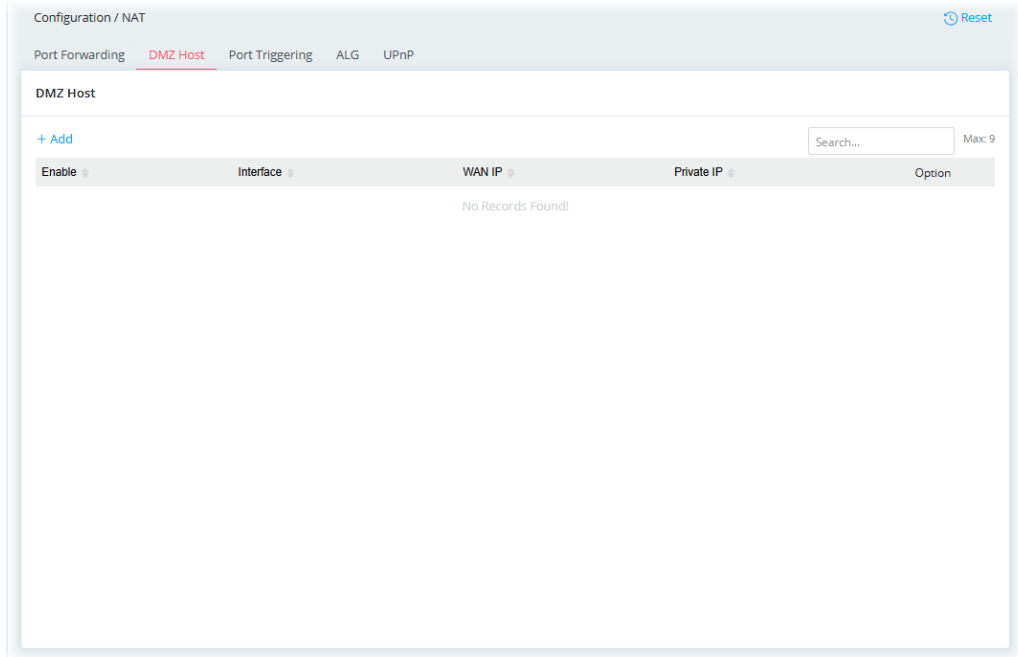 Configuration / NAT
Reset
Port Forwarding DMZ Host Port Triggering ALG UPnP
DMZ Host
+ Add
Search...
Max: 9
Enable Interface WAN IP Private IP Option
No Records Found!